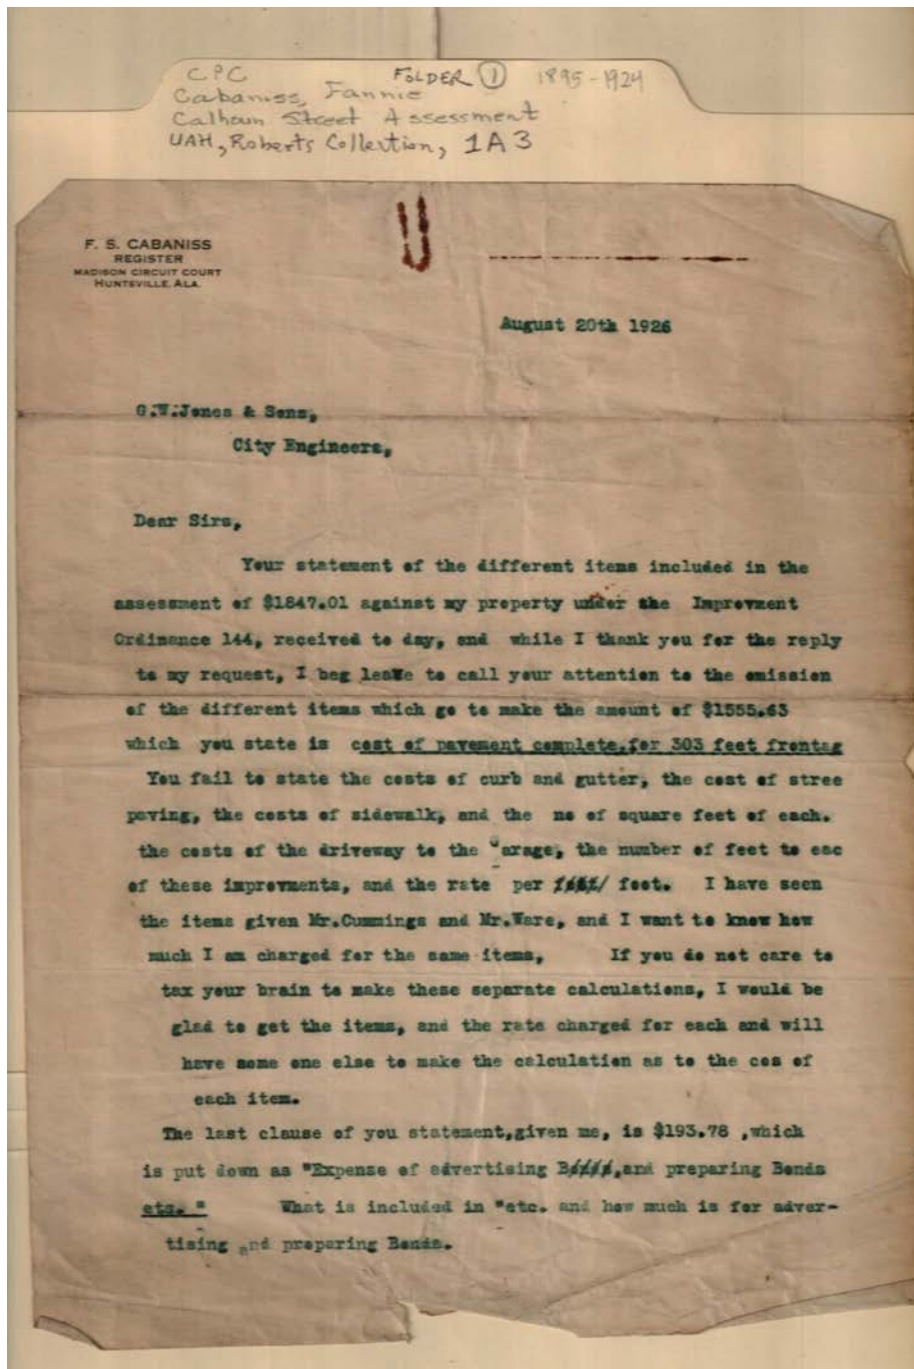 CPC FOLDER 1 1895-1924
Cabaniss, Fannie
Calhoun Street Assessment
UAH, Roberts Collection, 1A3
F. S. CABANISS
REGISTER
MADISON CIRCUIT COURT
HUNTSVILLE, ALA.
August 20th 1926
G.W.Jones & Sons,
City Engineers,
Dear Sirs,
Your statement of the different items included in the
assessment of $1847.01 against my property under the Improvment
Ordinance 144, received to day, and while I thank you for the reply
to my request, I beg leave to call your attention to the omission
of the different items which go to make the amount of $1555.63
which you state is cost of pavement complete,for 303 feet frontag
You fail to state the costs of curb and gutter, the cost of stree
paving, the costs of sidewalk, and the no of square feet of each.
the costs of the driveway to the Garage, the number of feet to eac
of these improvments, and the rate per feet. I have seen
the items given Mr.Cummings and Mr.Ware, and I want to know how
much I am charged for the same items, If you do not care to
tax your brain to make these separate calculations, I would be
glad to get the items, and the rate charged for each and will
have some one else to make the calculation as to the cos of
each item.
The last clause of you statement,given me, is $193.78 ,which
is put down as "Expense of advertising B ,and preparing Bonds
etc. " What is included in "etc. and how much is for adver-
tising and preparing Bonds.